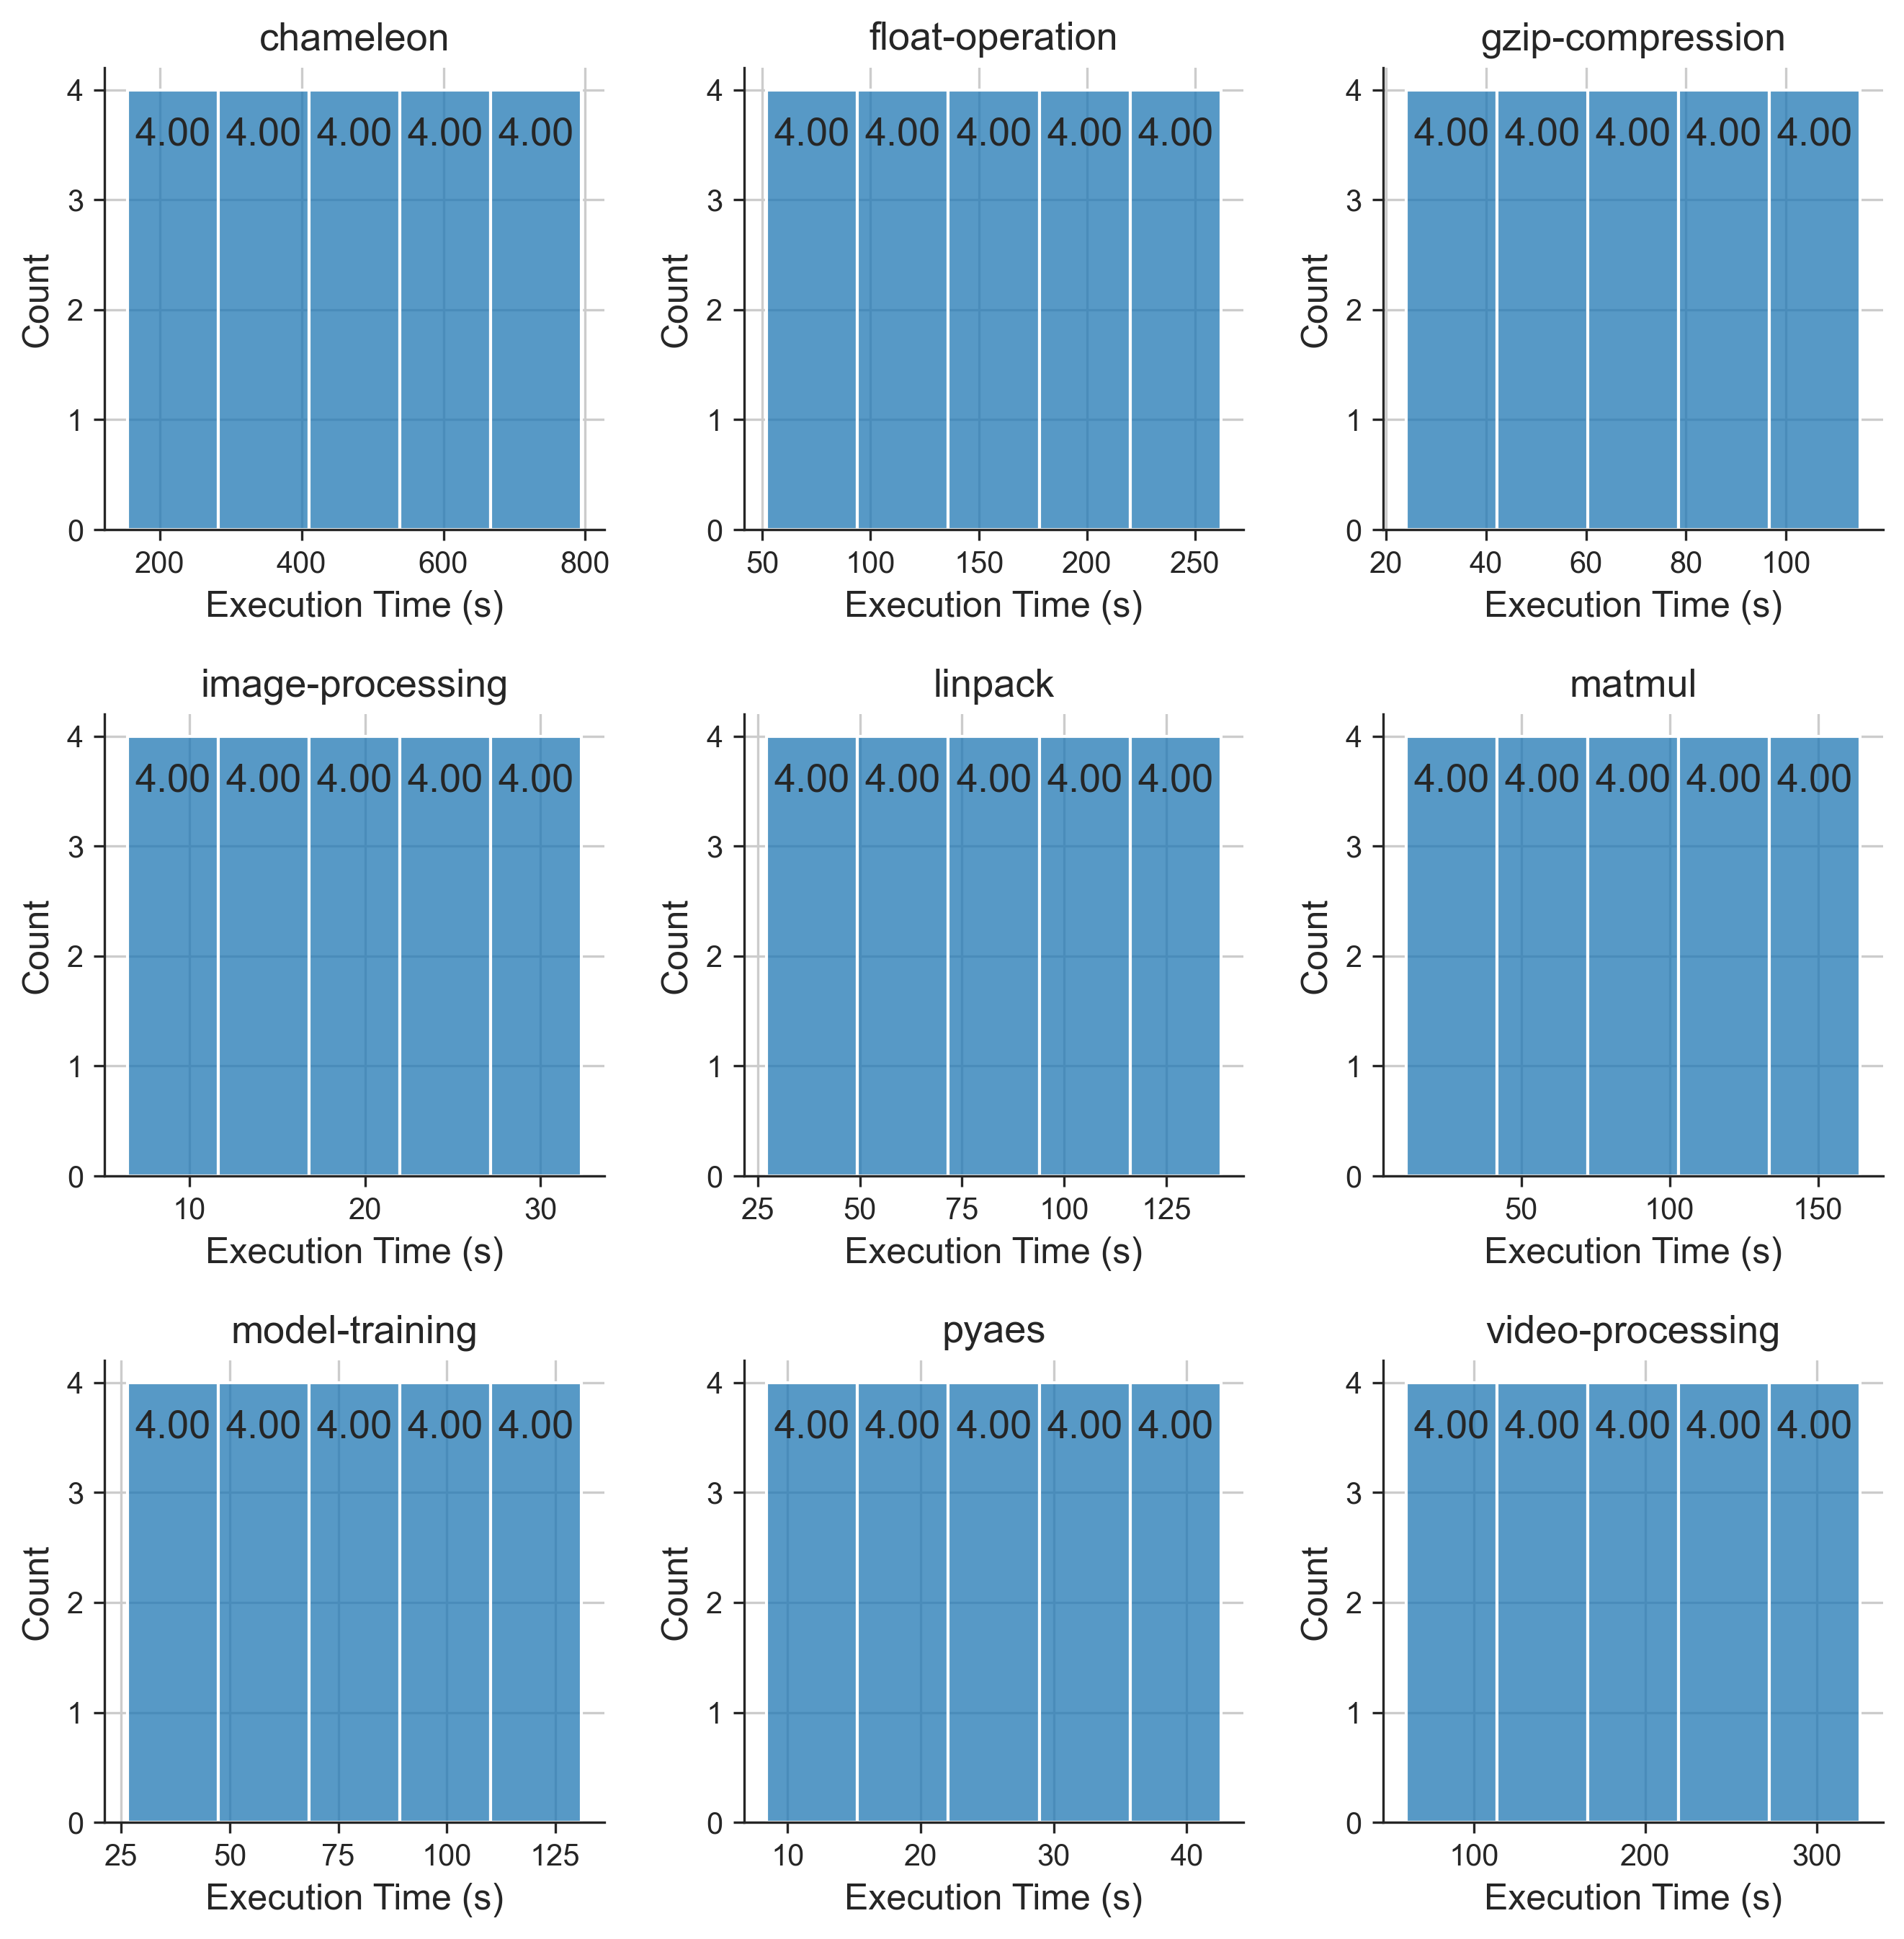 chameleon
4
4.00 4.00 4.00 4.00 4.00
3
Count
2
1
0
200 400 600 800
Execution Time (s)
float-operation
4
4.00 4.00 4.00 4.00 4.00
3
Count
2
1
0
50 100 150 200 250
Execution Time (s)
gzip-compression
4
4.00 4.00 4.00 4.00 4.00
3
Count
2
1
0
20 40 60 80 100
Execution Time (s)
image-processing
4
4.00 4.00 4.00 4.00 4.00
3
Count
2
1
0
10 20 30
Execution Time (s)
linpack
4
4.00 4.00 4.00 4.00 4.00
3
Count
2
1
0
25 50 75 100 125
Execution Time (s)
matmul
4
4.00 4.00 4.00 4.00 4.00
3
Count
2
1
0
50 100 150
Execution Time (s)
model-training
4
4.00 4.00 4.00 4.00 4.00
3
Count
2
1
0
25 50 75 100 125
Execution Time (s)
pyaes
4
4.00 4.00 4.00 4.00 4.00
3
Count
2
1
0
10 20 30 40
Execution Time (s)
video-processing
4
4.00 4.00 4.00 4.00 4.00
3
Count
2
1
0
100 200 300
Execution Time (s)